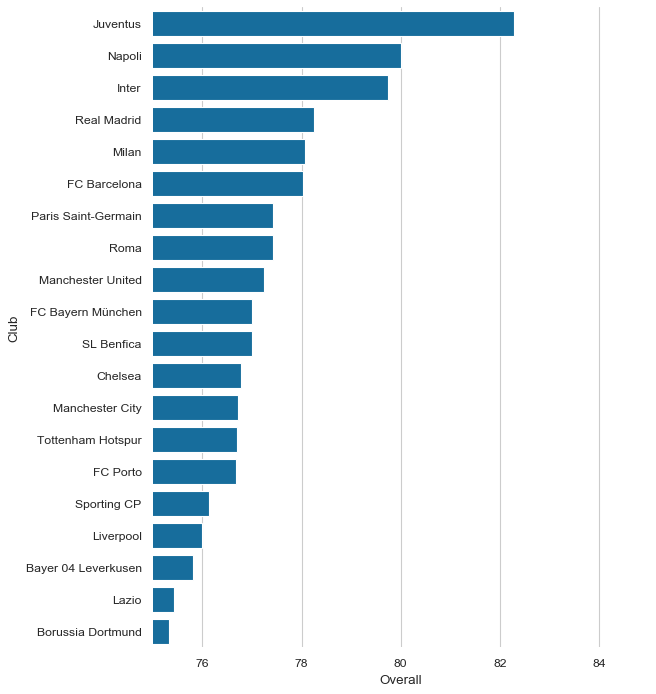 Juventus
Napoli
Inter
Real Madrid
Milan
FC Barcelona
Paris Saint-Germain
Roma
Manchester United
FC Bayern München
SL Benfica
Chelsea
Manchester City
Tottenham Hotspur
FC Porto
Sporting CP
Liverpool
Bayer 04 Leverkusen
Lazio
Borussia Dortmund
Club
76 78 80 82 84
Overall